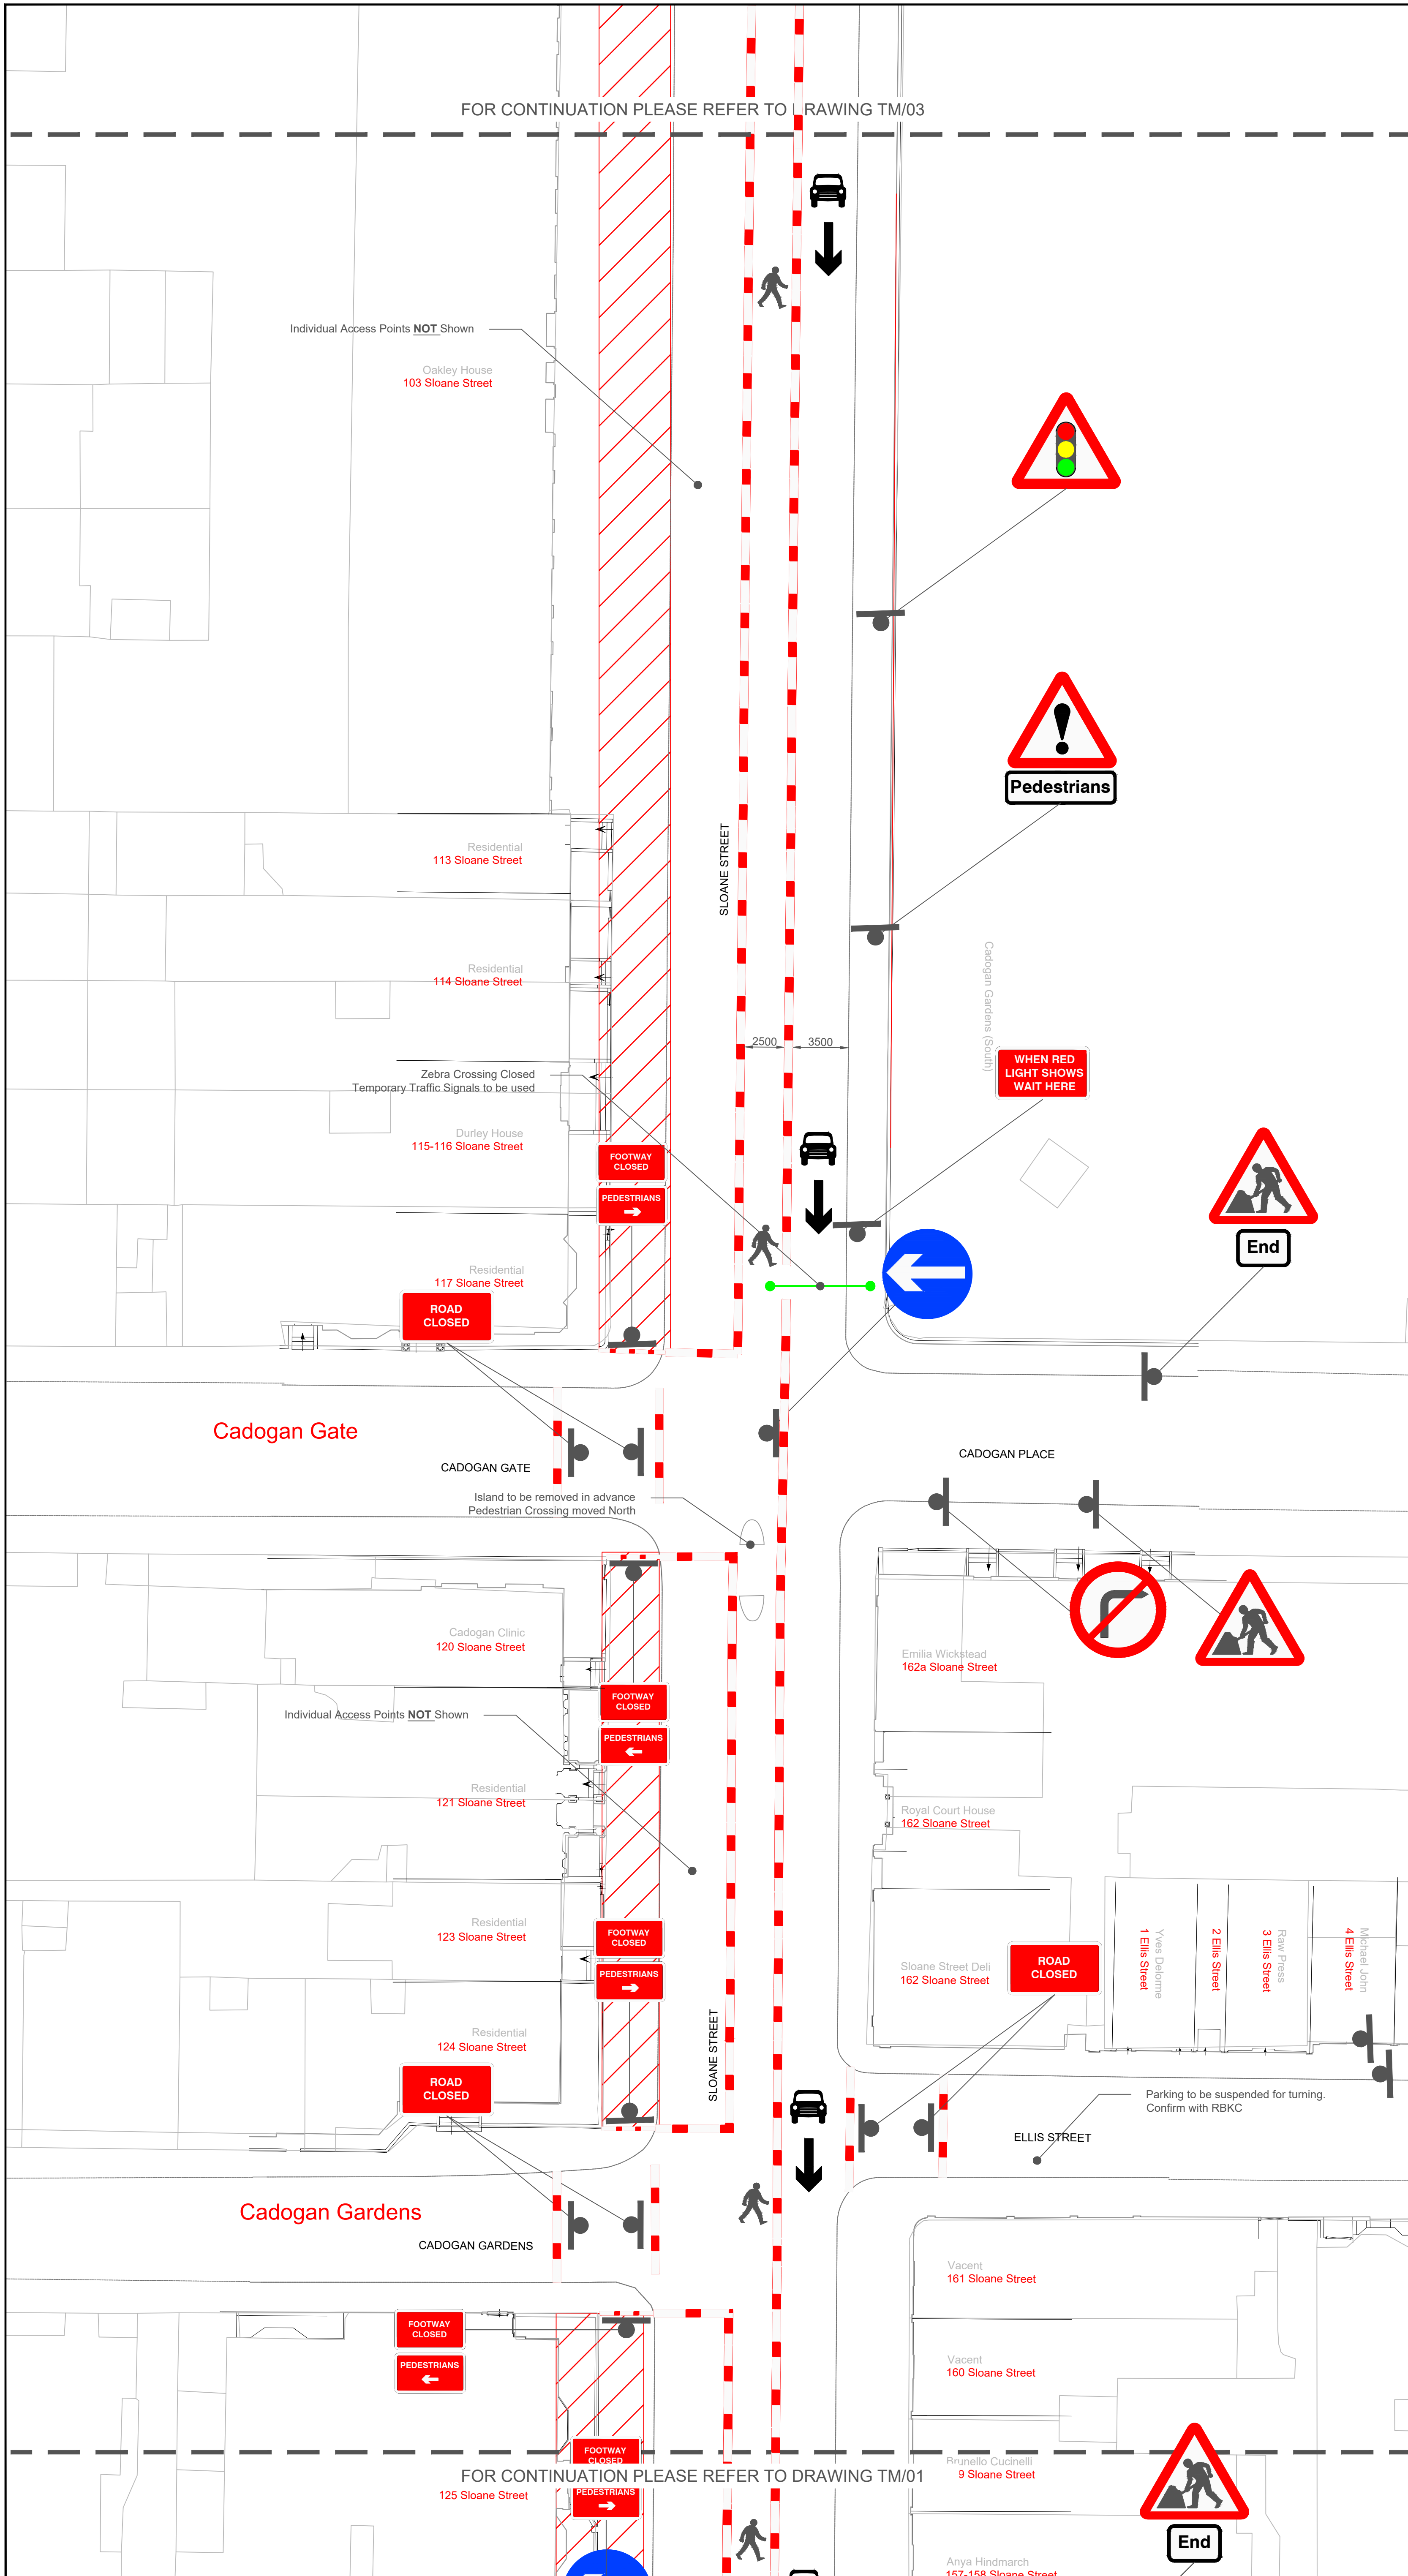 FOR CONTINUATION PLEASE REFER TO DRAWING TM/03
Individual Access Points NOT Shown
Oakley House
103 Sloane Street
Pedestrians
SLOANE STREET
Residential
113 Sloane Street
Residential
114 Sloane Street
Cadogan Gardens (South)
2500
3500
WHEN RED
LIGHT SHOWS
WAIT HERE
Zebra Crossing Closed
Temporary Traffic Signals to be used
Durley House
115-116 Sloane Street
FOOTWAY
CLOSED
PEDESTRIANS
End
Residential
117 Sloane Street
ROAD
CLOSED
Cadogan Gate
CADOGAN GATE
CADOGAN PLACE
Island to be removed in advance
Pedestrian Crossing moved North
Cadogan Clinic
120 Sloane Street
Emilia Wickstead
162a Sloane Street
FOOTWAY
CLOSED
PEDESTRIANS
Individual Access Points NOT Shown
Residential
121 Sloane Street
Royal Court House
162 Sloane Street
Residential
123 Sloane Street
FOOTWAY
CLOSED
PEDESTRIANS
Sloane Street Deli
162 Sloane Street
ROAD
CLOSED
Yves Delorme
1 Ellis Street
2 Ellis Street
Raw Press
3 Ellis Street
Michael John
4 Ellis Street
SLOANE STREET
Residential
124 Sloane Street
ROAD
CLOSED
Parking to be suspended for turning.
Confirm with RBKC
ELLIS STREET
Cadogan Gardens
CADOGAN GARDENS
Vacent
161 Sloane Street
FOOTWAY
CLOSED
PEDESTRIANS
Vacent
160 Sloane Street
FOOTWAY
CLOSED
PEDESTRIANS
Brunello Cucinelli
9 Sloane Street
FOR CONTINUATION PLEASE REFER TO DRAWING TM/01
125 Sloane Street
End
Anya Hindmarch
157-158 Sloane Street